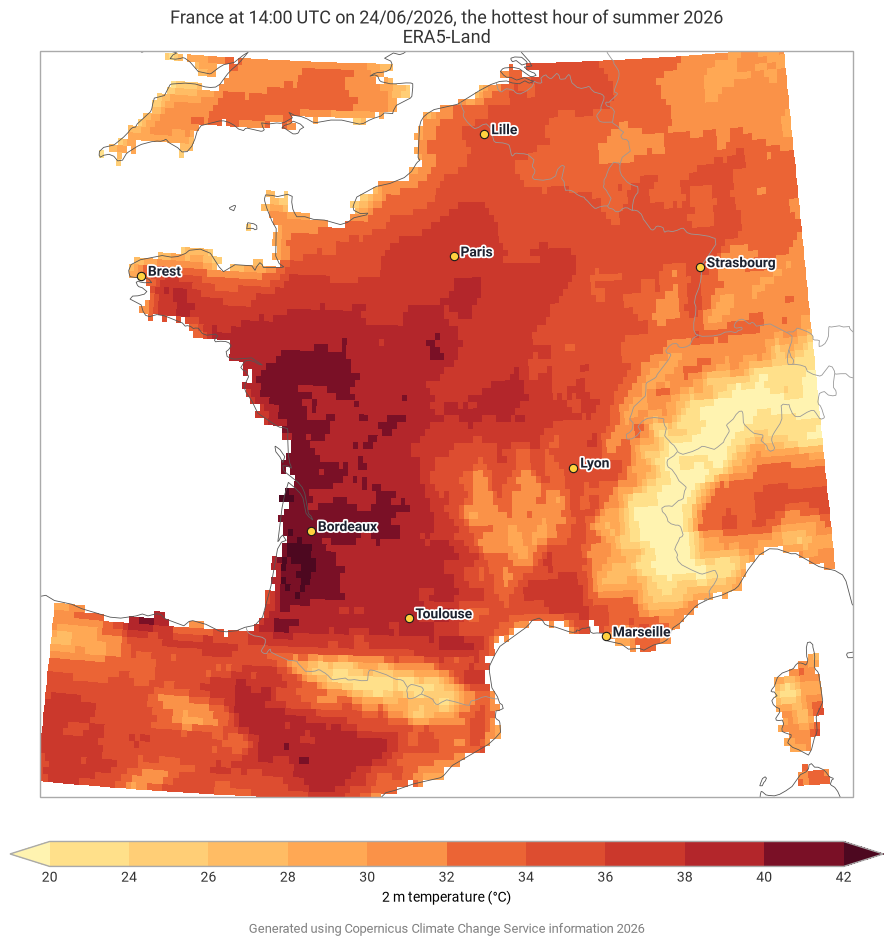 France at 14:00 UTC on 24/06/2026, the hottest hour of summer 2026
ERA5-Land
Lille
Paris
Strasbourg
Brest
Lyon
Bordeaux
Toulouse
Marseille
20 24 26 28 30 32 34 36 38 40 42
2 m temperature (°C)
Generated using Copernicus Climate Change Service information 2026